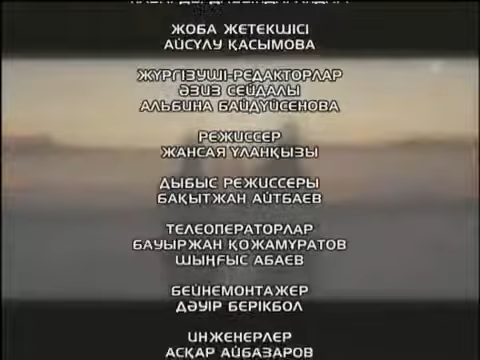 ЖОБА ЖЕТЕКШІСІ
АЙСҰЛУ ҚАСЫМОВА
ЖҮРГІЗУШІ-РЕДАКТОРЛАР
ӘЗИЗ СЕЙДАЛЫ
АЛЬБИНА БАЙДҮЙСЕНОВА
РЕЖИССЕР
ЖАНСАЯ ҰЛАНҚЫЗЫ
ДЫБЫС РЕЖИССЕРЫ
БАҚЫТЖАН АЙТБАЕВ
ТЕЛЕОПЕРАТОРЛАР
БАУЫРЖАН ҚОЖАМҰРАТОВ
ШЫҢҒЫС АБАЕВ
БЕЙНЕМОНТАЖЕР
ДӘУІР БЕРІКБОЛ
ИНЖЕНЕРЛЕР
АСҚАР АЙБАЗАРОВ